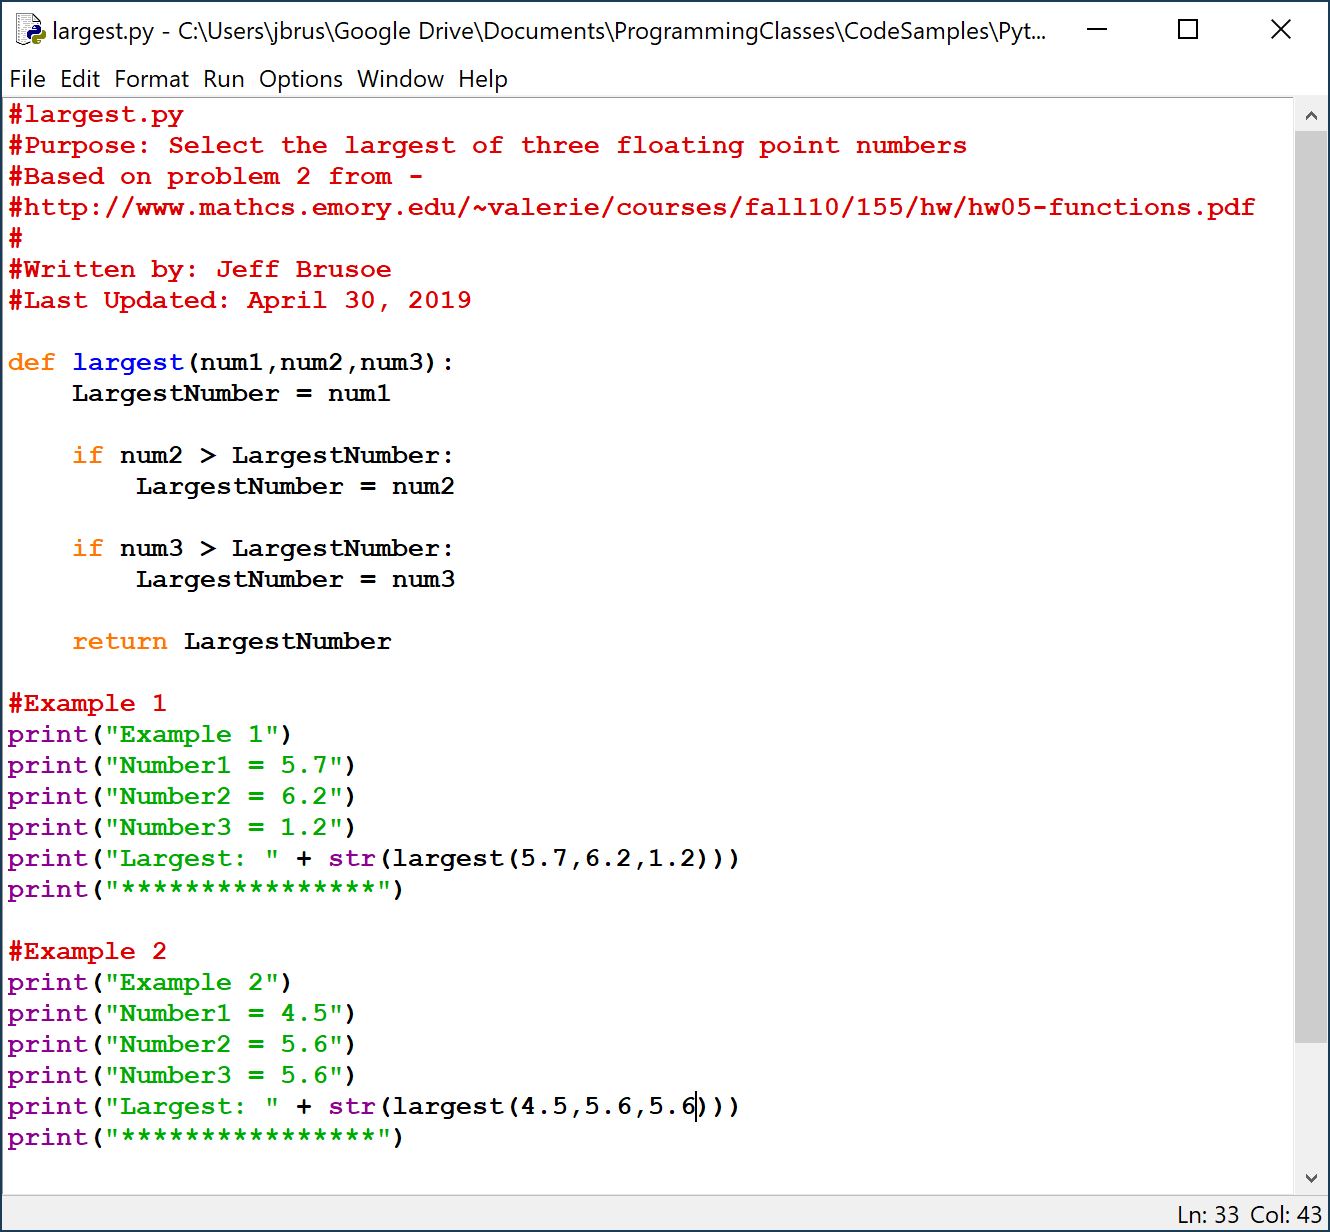 largest.py - C:\Users\jbrus\Google Drive\Documents\ProgrammingClasses\CodeSamples\Pyt...
File Edit Format Run Options Window Help
#largest.py
#Purpose: Select the largest of three floating point numbers
#Based on problem 2 from -
#http://www.mathcs.emory.edu/~valerie/courses/fall10/155/hw/hw05-functions.pdf
#
#Written by: Jeff Brusoe
#Last Updated: April 30, 2019

def largest(num1,num2,num3):
    LargestNumber = num1

    if num2 > LargestNumber:
        LargestNumber = num2

    if num3 > LargestNumber:
        LargestNumber = num3

    return LargestNumber

#Example 1
print("Example 1")
print("Number1 = 5.7")
print("Number2 = 6.2")
print("Number3 = 1.2")
print("Largest: " + str(largest(5.7,6.2,1.2)))
print("****************")

#Example 2
print("Example 2")
print("Number1 = 4.5")
print("Number2 = 5.6")
print("Number3 = 5.6")
print("Largest: " + str(largest(4.5,5.6,5.6)))
print("****************")
Ln: 33 Col: 43